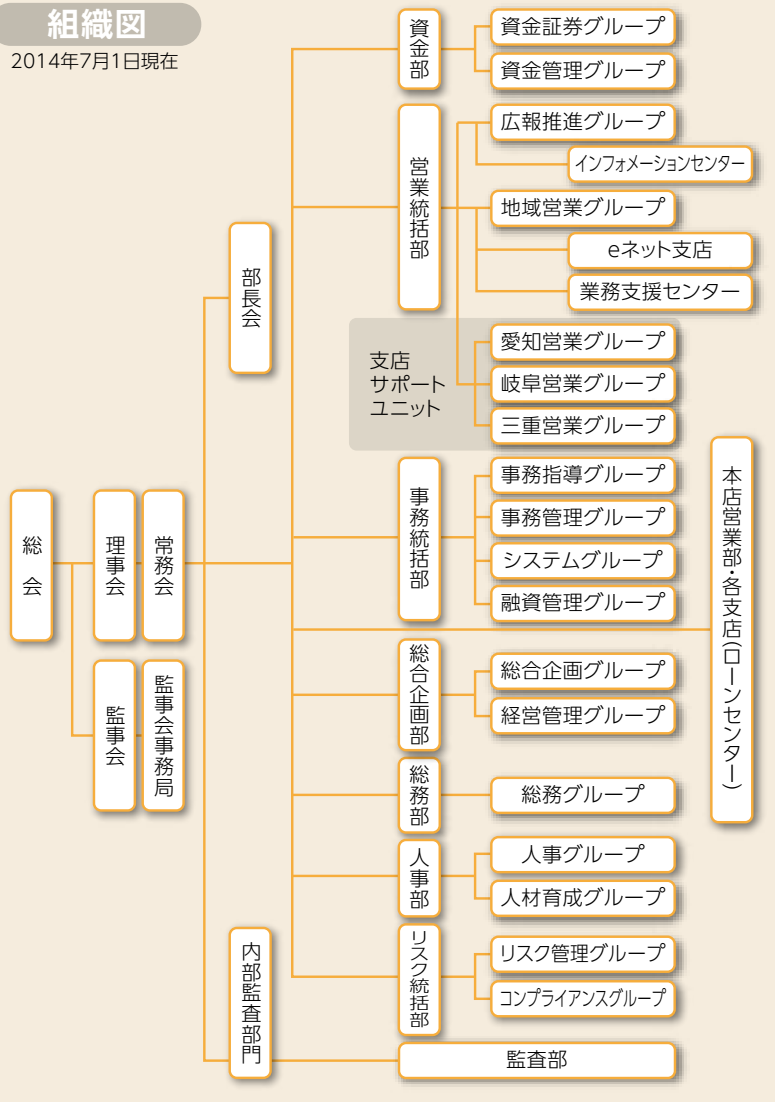 組織図
2014年7月1日現在
総会
理事会
常務会
監事会
監事会事務局
部長会
内部監査部門
資金部
資金証券グループ
資金管理グループ
営業統括部
広報推進グループ
インフォメーションセンター
地域営業グループ
eネット支店
業務支援センター
支店
サポート
ユニット
愛知営業グループ
岐阜営業グループ
三重営業グループ
事務統括部
事務指導グループ
事務管理グループ
システムグループ
融資管理グループ
本店営業部・各支店(ローンセンター)
総合企画部
総合企画グループ
経営管理グループ
総務部
総務グループ
人事部
人事グループ
人材育成グループ
リスク統括部
リスク管理グループ
コンプライアンスグループ
監査部